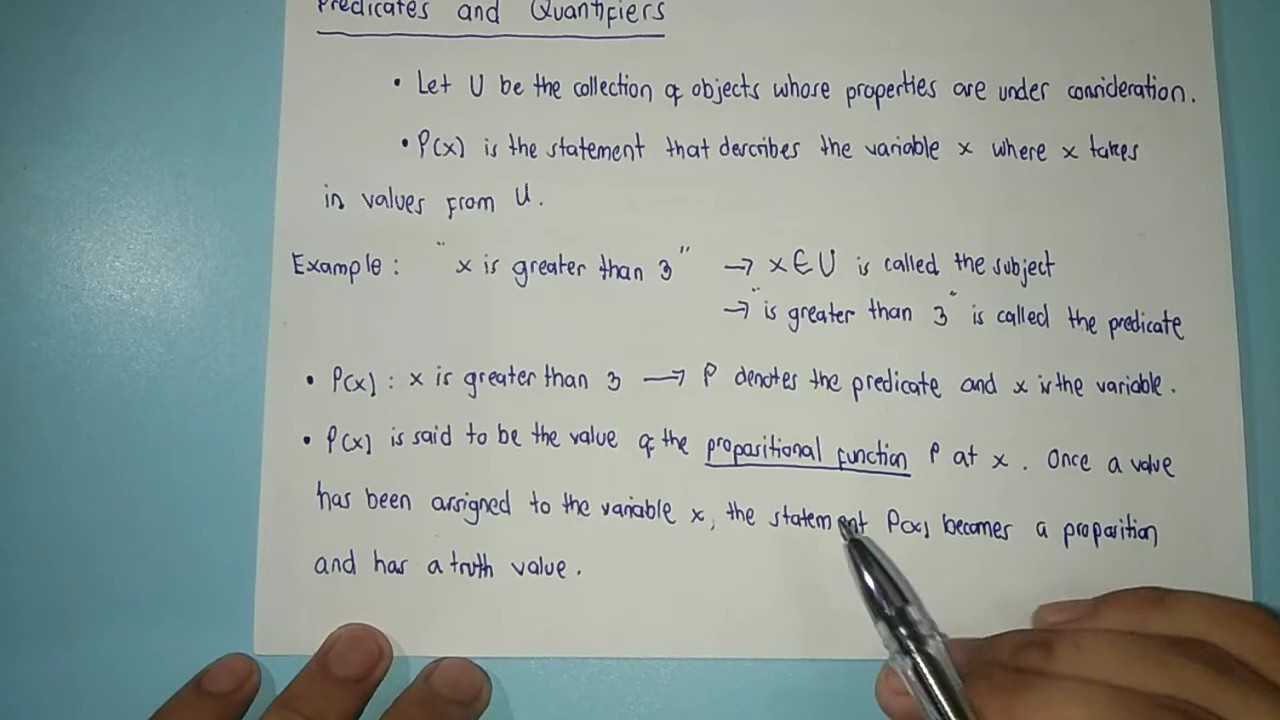 Predicates and Quantifiers
• Let U be the collection of objects whose properties are under consideration.
• P(x) is the statement that describes the variable x where x takes
in values from U.
Example: "x is greater than 3" → x∈U is called the subject
→ "is greater than 3" is called the predicate
• P(x) : x is greater than 3 → P denotes the predicate and x is the variable.
• P(x) is said to be the value of the propositional function P at x. Once a value
has been assigned to the variable x, the statement P(x) becomes a proposition
and has a truth value.